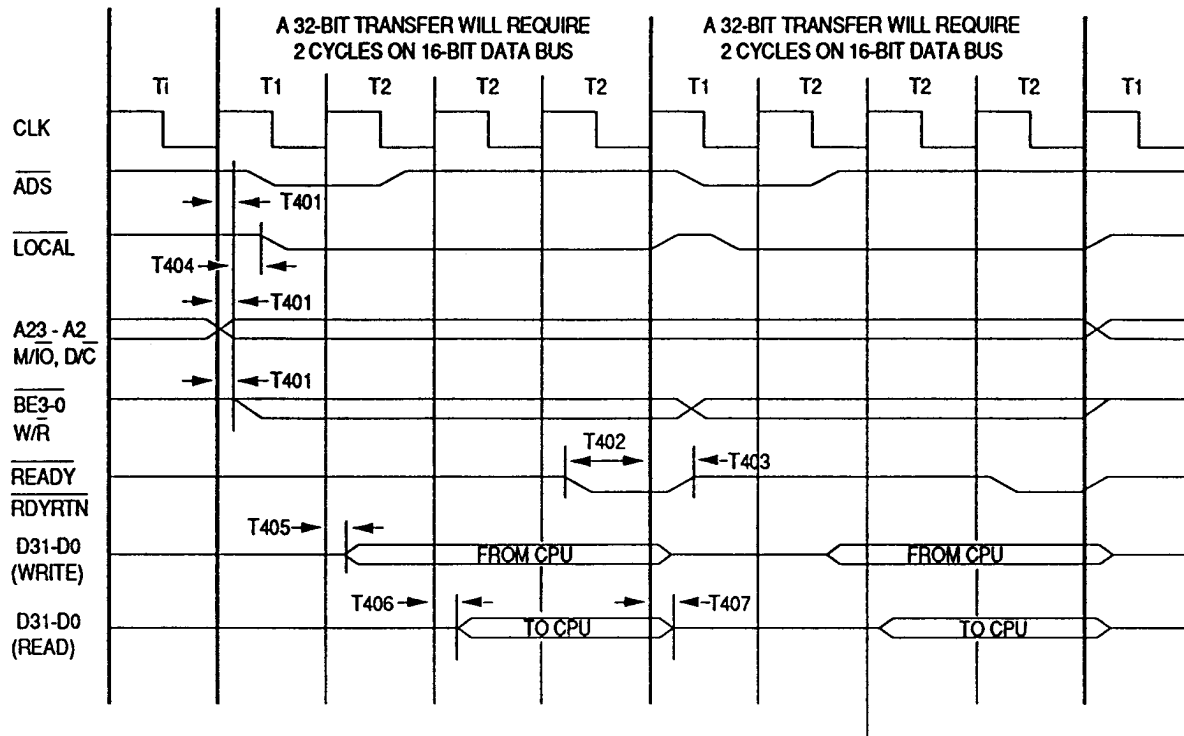 A 32-BIT TRANSFER WILL REQUIRE
2 CYCLES ON 16-BIT DATA BUS
A 32-BIT TRANSFER WILL REQUIRE
2 CYCLES ON 16-BIT DATA BUS
Ti T1 T2 T2 T2 T1 T2 T2 T2 T1
CLK
ADS
T401
LOCAL
T404
T401
A23 - A2
M/IO, D/C
T401
BE3-0
W/R
T402
READY
T403
RDYRTN
T405
D31-D0
(WRITE)
FROM CPU
FROM CPU
T406
T407
D31-D0
(READ)
TO CPU
TO CPU